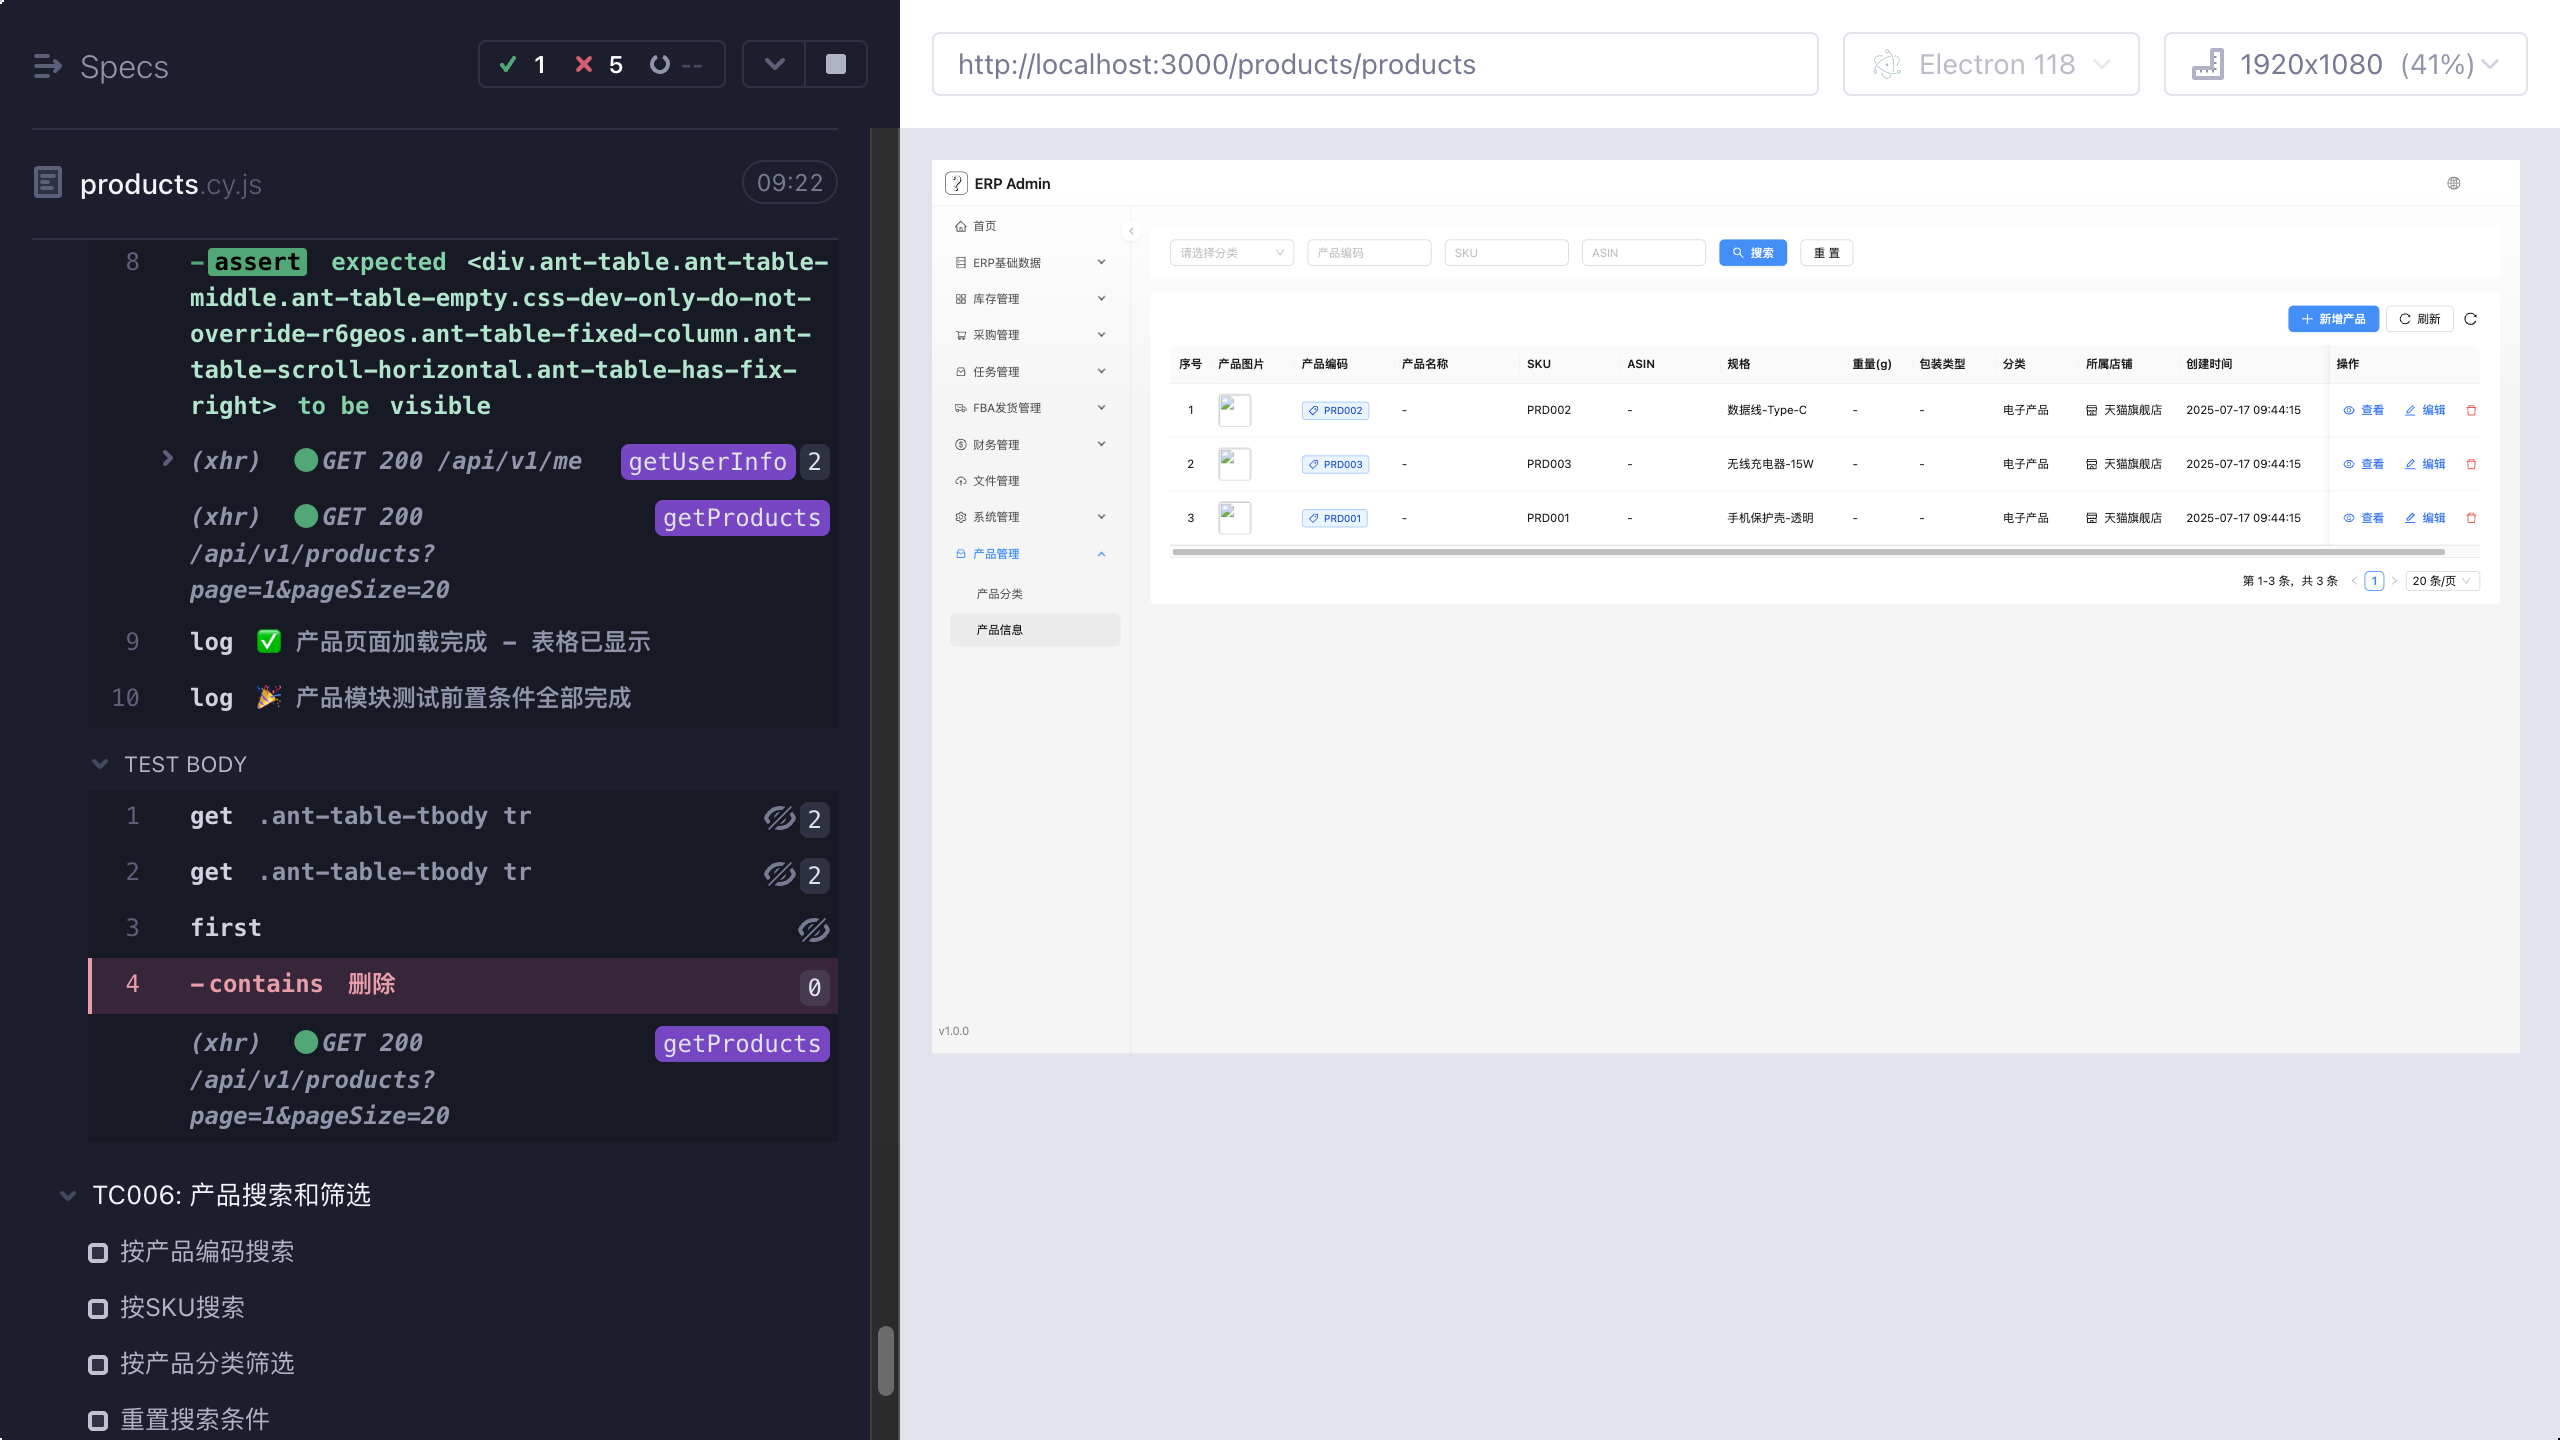 Specs
1
5
--
products.cy.js
09:22
8
-assert expected <div.ant-table.ant-table-
middle.ant-table-empty.css-dev-only-do-not-
override-r6geos.ant-table-fixed-column.ant-
table-scroll-horizontal.ant-table-has-fix-
right> to be visible
(xhr) GET 200 /api/v1/me getUserInfo 2
(xhr) GET 200 getProducts
/api/v1/products?
page=1&pageSize=20
9 log ✅ 产品页面加载完成 - 表格已显示
10 log 🎉 产品模块测试前置条件全部完成
TEST BODY
1 get .ant-table-tbody tr 2
2 get .ant-table-tbody tr 2
3 first
4 -contains 删除 0
(xhr) GET 200 getProducts
/api/v1/products?
page=1&pageSize=20
TC006: 产品搜索和筛选
按产品编码搜索
按SKU搜索
按产品分类筛选
重置搜索条件
http://localhost:3000/products/products
Electron 118
1920x1080 (41%)
ERP Admin
首页
ERP基础数据
库存管理
采购管理
任务管理
FBA发货管理
财务管理
文件管理
系统管理
产品管理
产品分类
产品信息
v1.0.0
请选择分类 产品编码 SKU ASIN 搜索 重 置
新增产品 刷新
序号 产品图片 产品编码 产品名称 SKU ASIN 规格 重量(g) 包装类型 分类 所属店铺 创建时间 操作
1 PRD002 - PRD002 - 数据线-Type-C - - 电子产品 天猫旗舰店 2025-07-17 09:44:15 查看 编辑
2 PRD003 - PRD003 - 无线充电器-15W - - 电子产品 天猫旗舰店 2025-07-17 09:44:15 查看 编辑
3 PRD001 - PRD001 - 手机保护壳-透明 - - 电子产品 天猫旗舰店 2025-07-17 09:44:15 查看 编辑
第 1-3 条，共 3 条 < 1 > 20 条/页